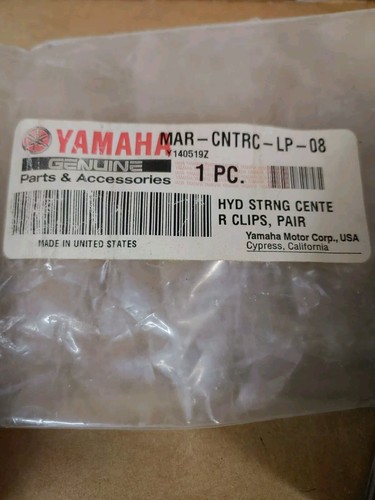 YAMAHA MAR-CNTRC-LP-08
Y140519Z
GENUINE
Parts & Accessories
1 PC.
HYD STRNG CENTE
R CLIPS, PAIR
MADE IN UNITED STATES
Yamaha Motor Corp., USA
Cypress, California